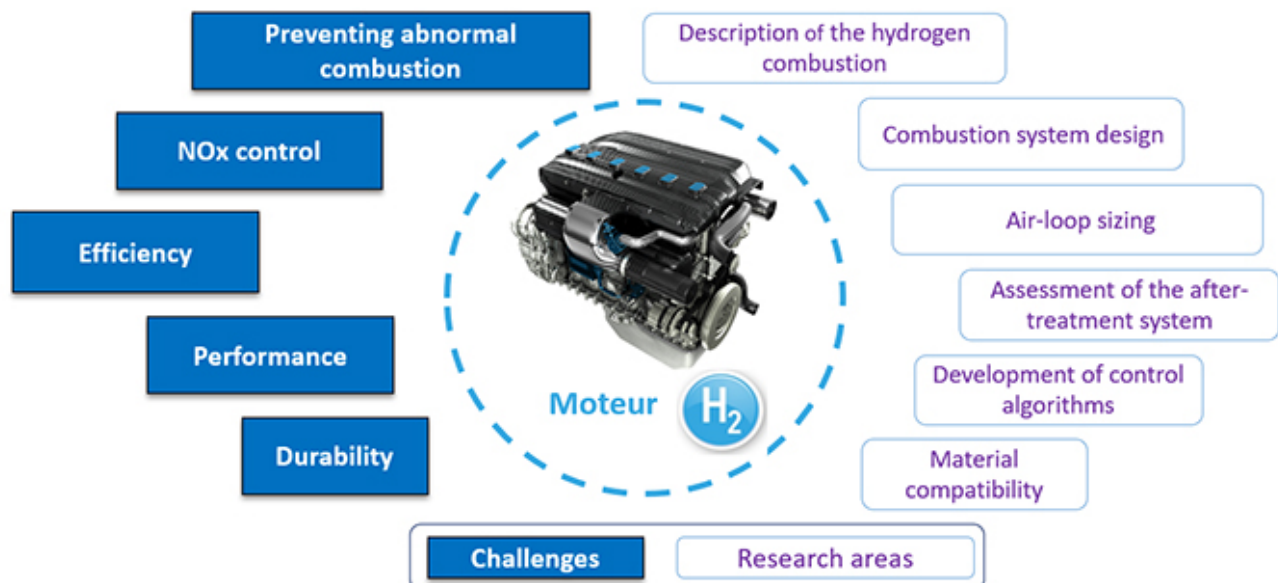 Preventing abnormal
combustion
NOx control
Efficiency
Performance
Durability
Moteur
H2
Description of the hydrogen
combustion
Combustion system design
Air-loop sizing
Assessment of the after-
treatment system
Development of control
algorithms
Material
compatibility
Challenges
Research areas